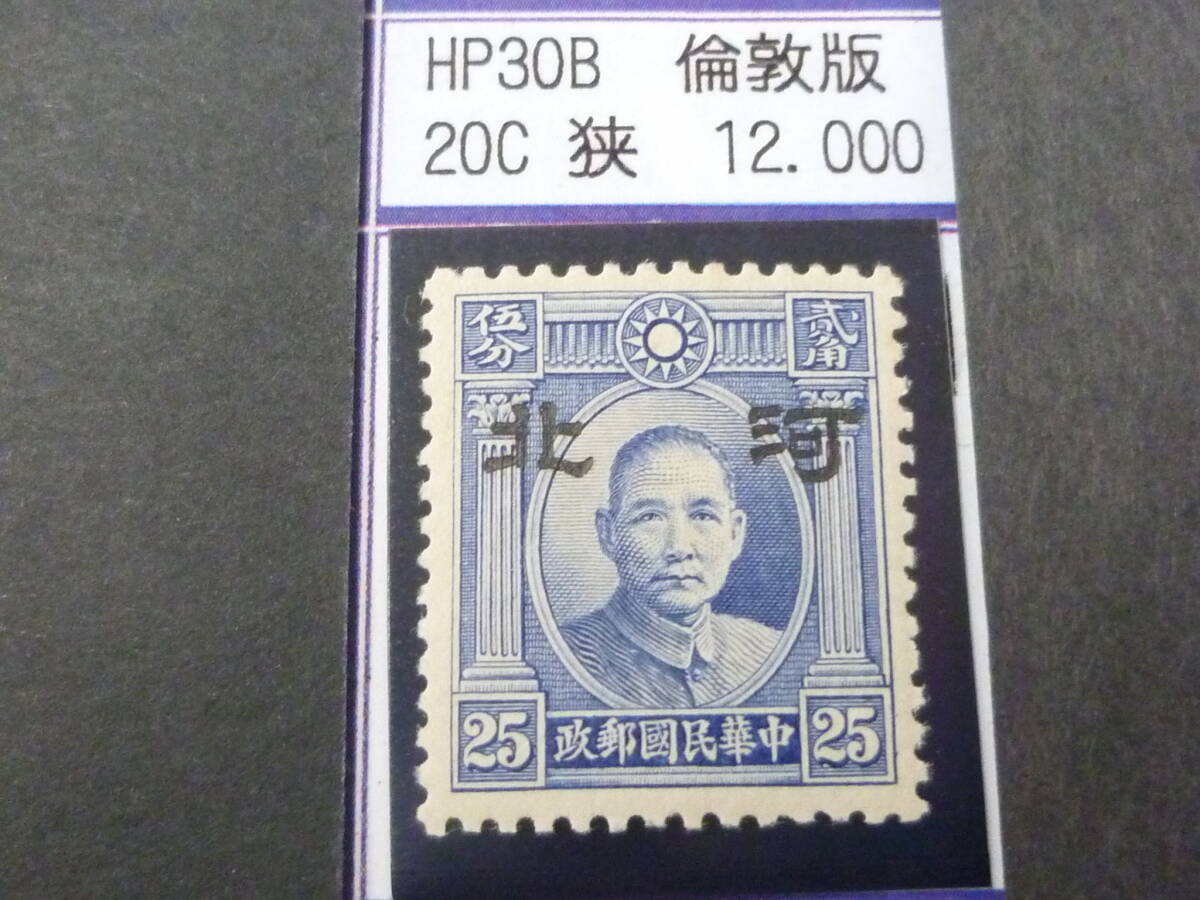 HP30B 倫敦版
20C 狭 12.000
伍分 貳角
北 河
25 政郵國民華中 25